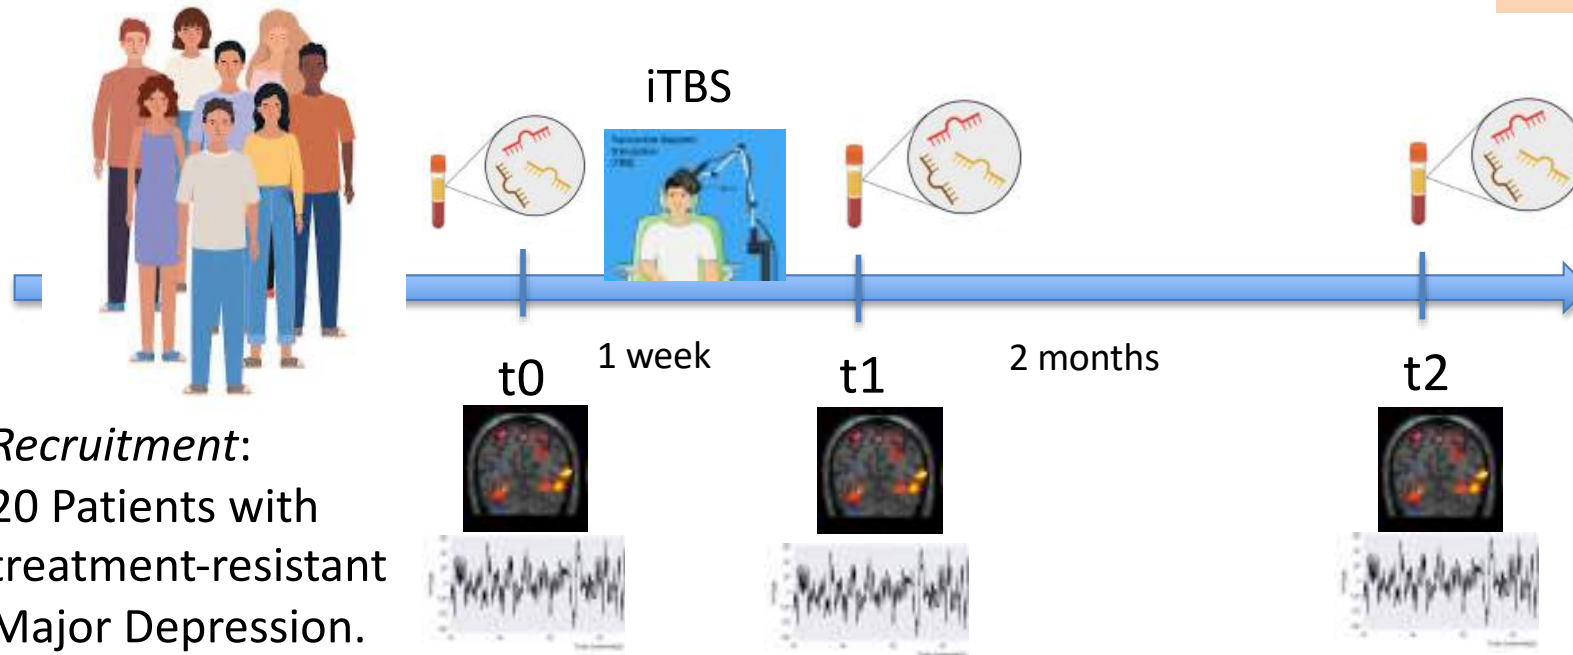 iTBS
t0
1 week
t1
2 months
t2
Recruitment:
20 Patients with
treatment-resistant
Major Depression.